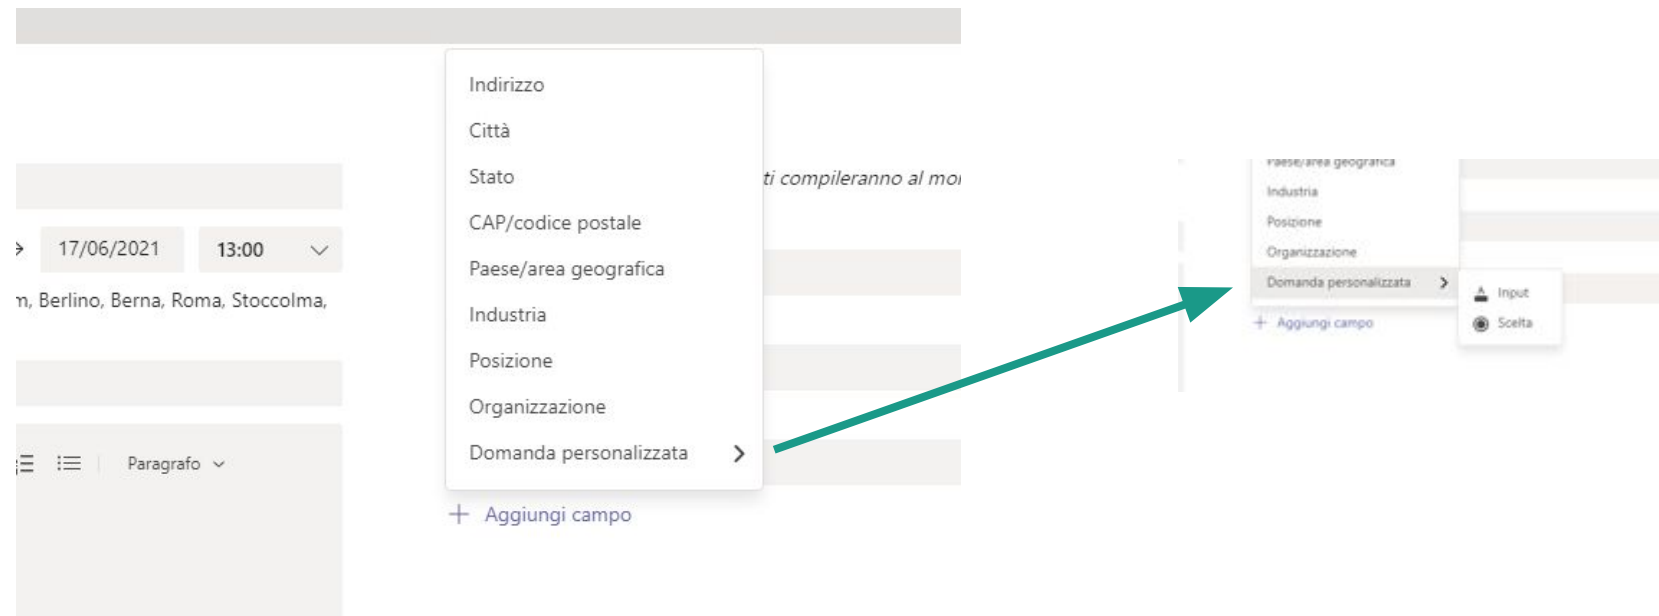 Indirizzo
Città
Stato
ti compileranno al mo
CAP/codice postale
17/06/2021 13:00
Paese/area geografica
, Berlino, Berna, Roma, Stoccolma,
Industria
Posizione
Organizzazione
Domanda personalizzata
Paragrafo
+ Aggiungi campo
Paese/area geografica
Industria
Posizione
Organizzazione
Domanda personalizzata
Input
Scelta
+ Aggiungi campo